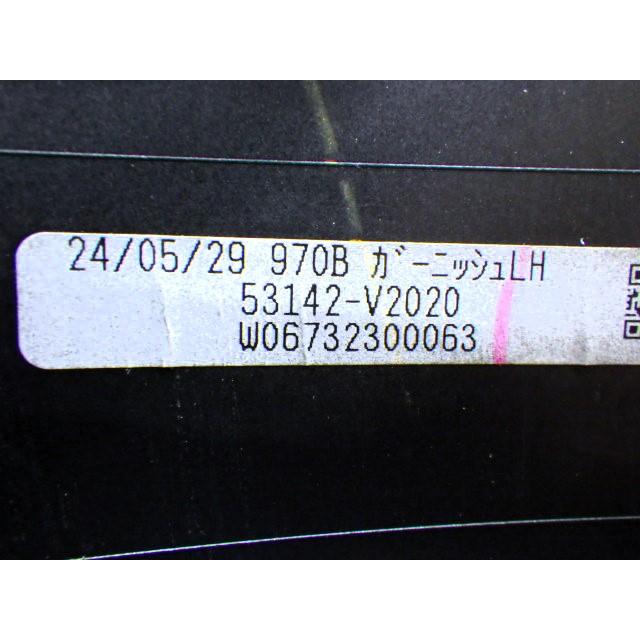 24/05/29 970B ｶﾞｰﾆｯｼｭLH
53142-V2020
W06732300063